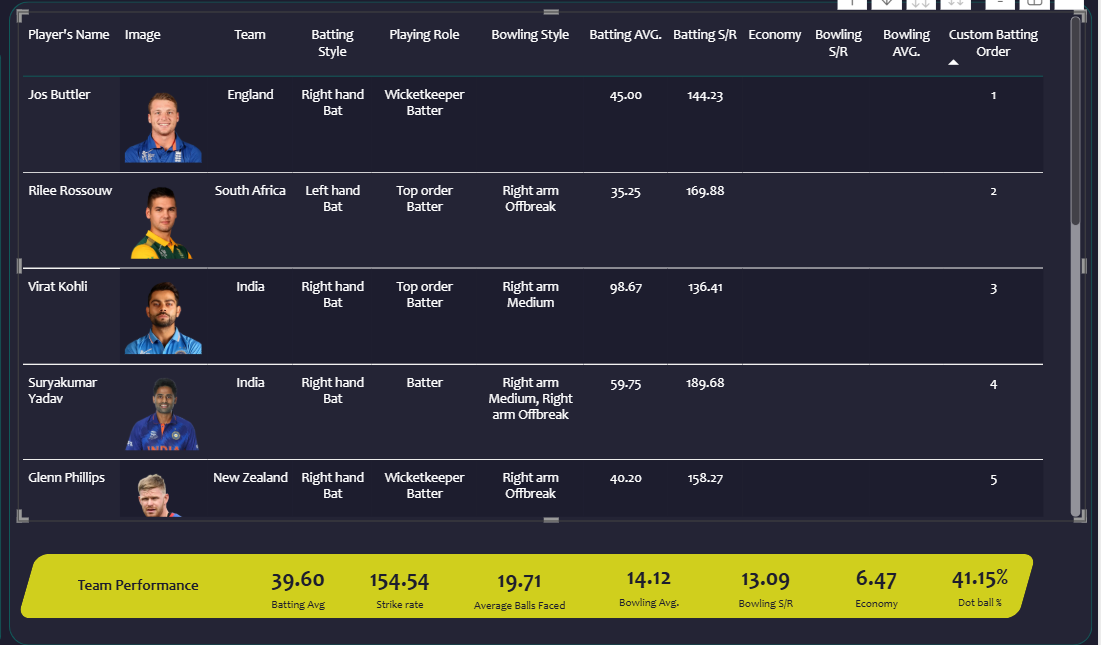 Player's Name Image Team Batting Style Playing Role Bowling Style Batting AVG. Batting S/R Economy Bowling S/R Bowling AVG. Custom Batting Order
Jos Buttler England Right hand Bat Wicketkeeper Batter 45.00 144.23 1
Rilee Rossouw South Africa Left hand Bat Top order Batter Right arm Offbreak 35.25 169.88 2
Virat Kohli India Right hand Bat Top order Batter Right arm Medium 98.67 136.41 3
Suryakumar Yadav India Right hand Bat Batter Right arm Medium, Right arm Offbreak 59.75 189.68 4
INDIA
Glenn Phillips New Zealand Right hand Bat Wicketkeeper Batter Right arm Offbreak 40.20 158.27 5
Team Performance 39.60 154.54 19.71 14.12 13.09 6.47 41.15%
Batting Avg Strike rate Average Balls Faced Bowling Avg. Bowling S/R Economy Dot ball %